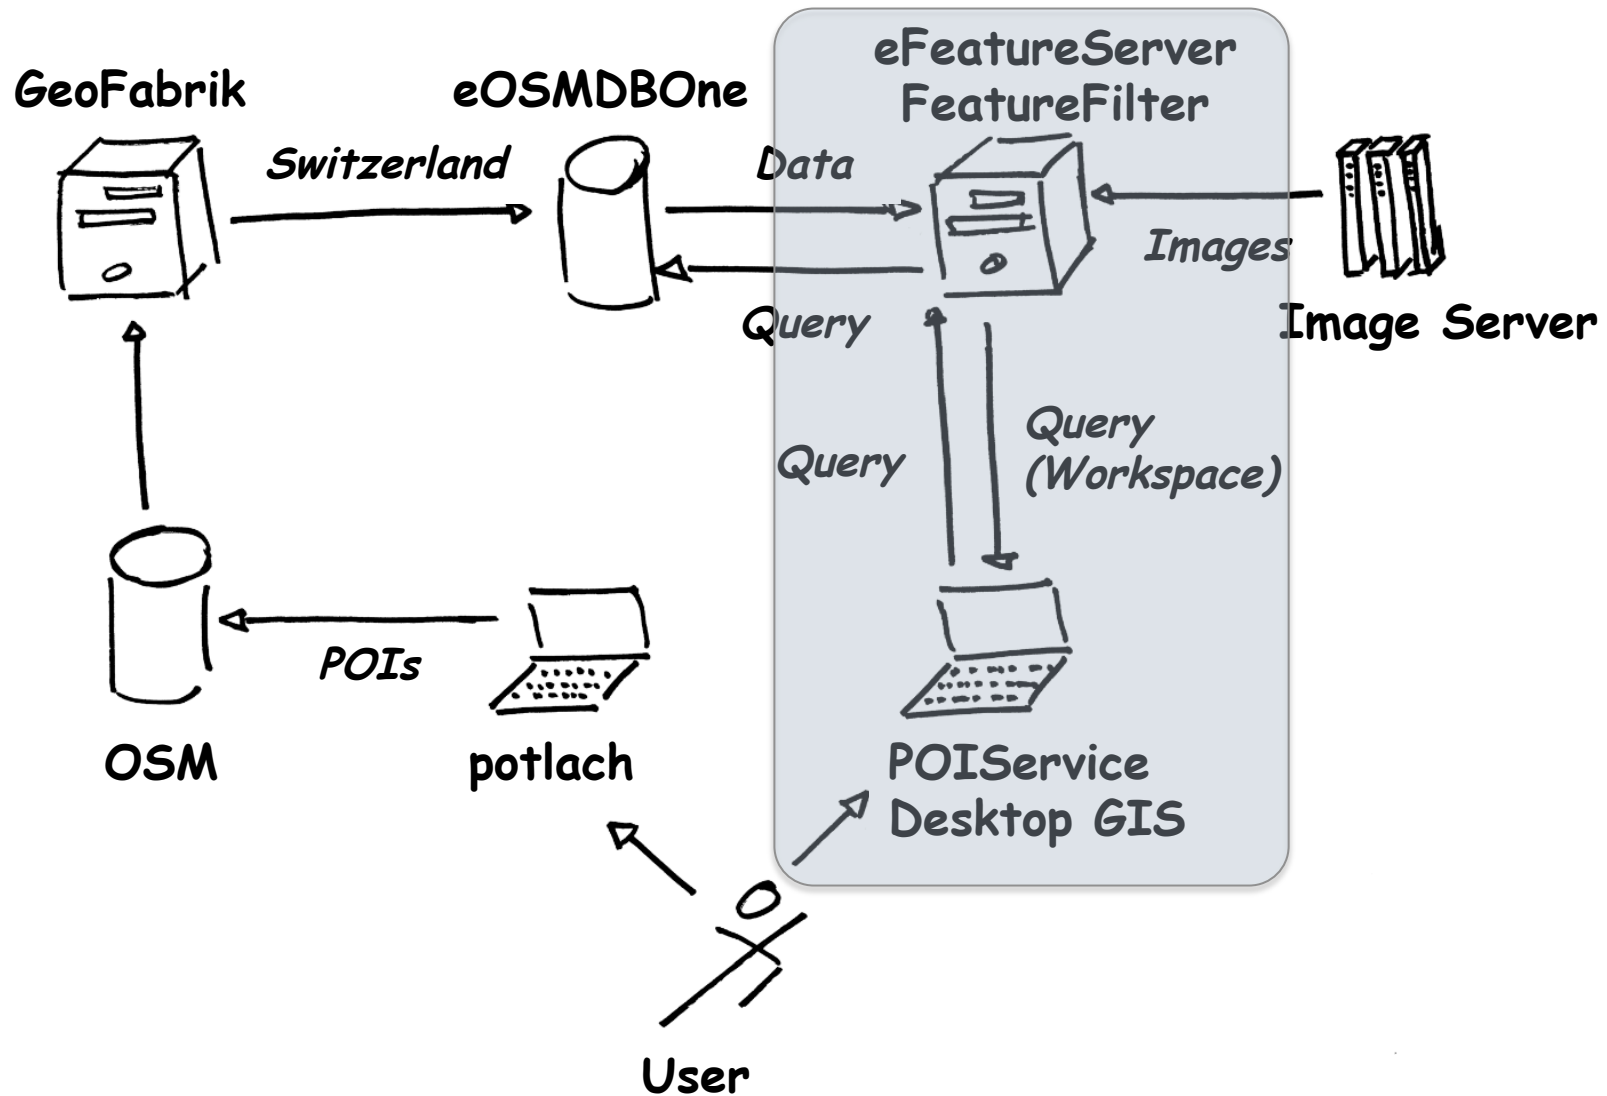 eFeatureServer
FeatureFilter
GeoFabrik
eOSMDBOne
Switzerland
Data
Images
Query
Image Server
Query
Query
(Workspace)
POIs
OSM
potlach
POIService
Desktop GIS
User